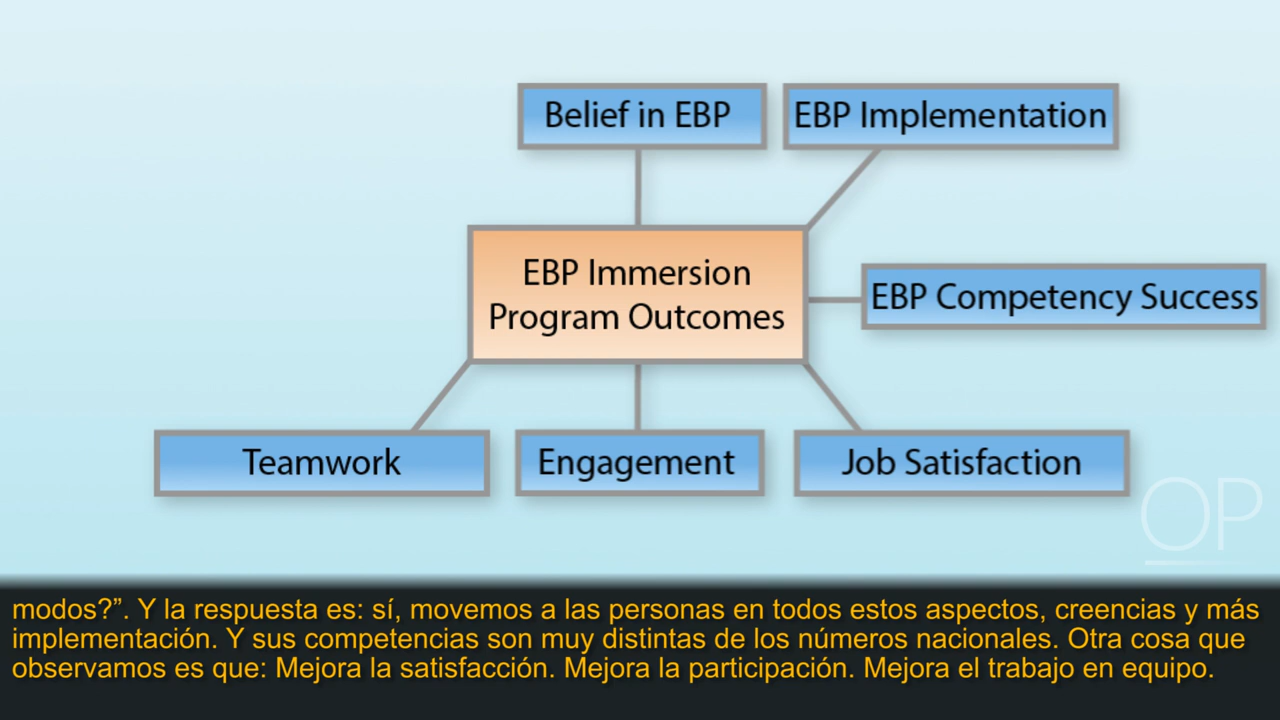 Belief in EBP
EBP Implementation
EBP Immersion
Program Outcomes
EBP Competency Success
Teamwork
Engagement
Job Satisfaction
OP
modos?”. Y la respuesta es: sí, movemos a las personas en todos estos aspectos, creencias y más
implementación. Y sus competencias son muy distintas de los números nacionales. Otra cosa que
observamos es que: Mejora la satisfacción. Mejora la participación. Mejora el trabajo en equipo.